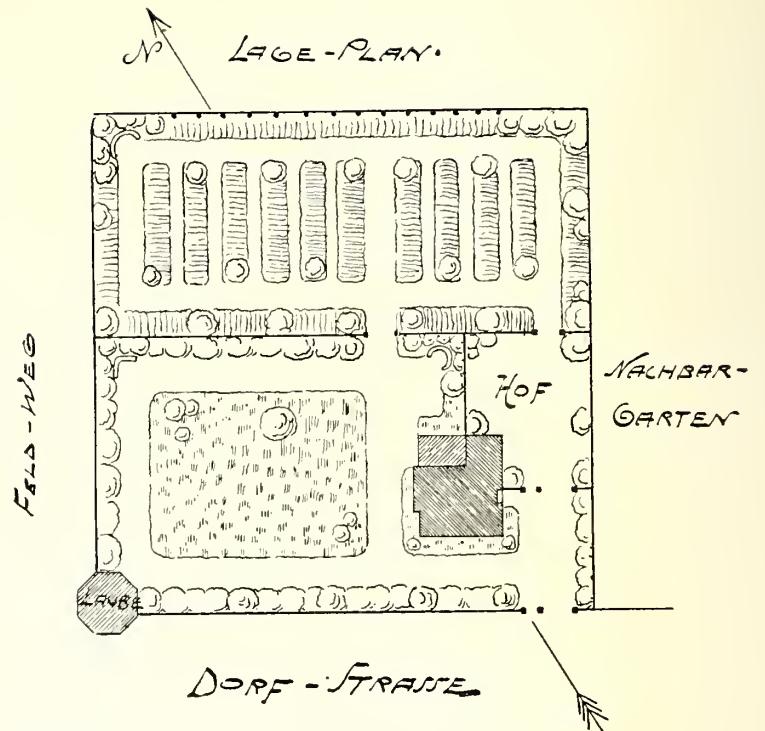 N
LAGE-PLAN.
HOF
NACHBAR-
GARTEN
FELD-WEG
LAUBE
DORF-STRASSE